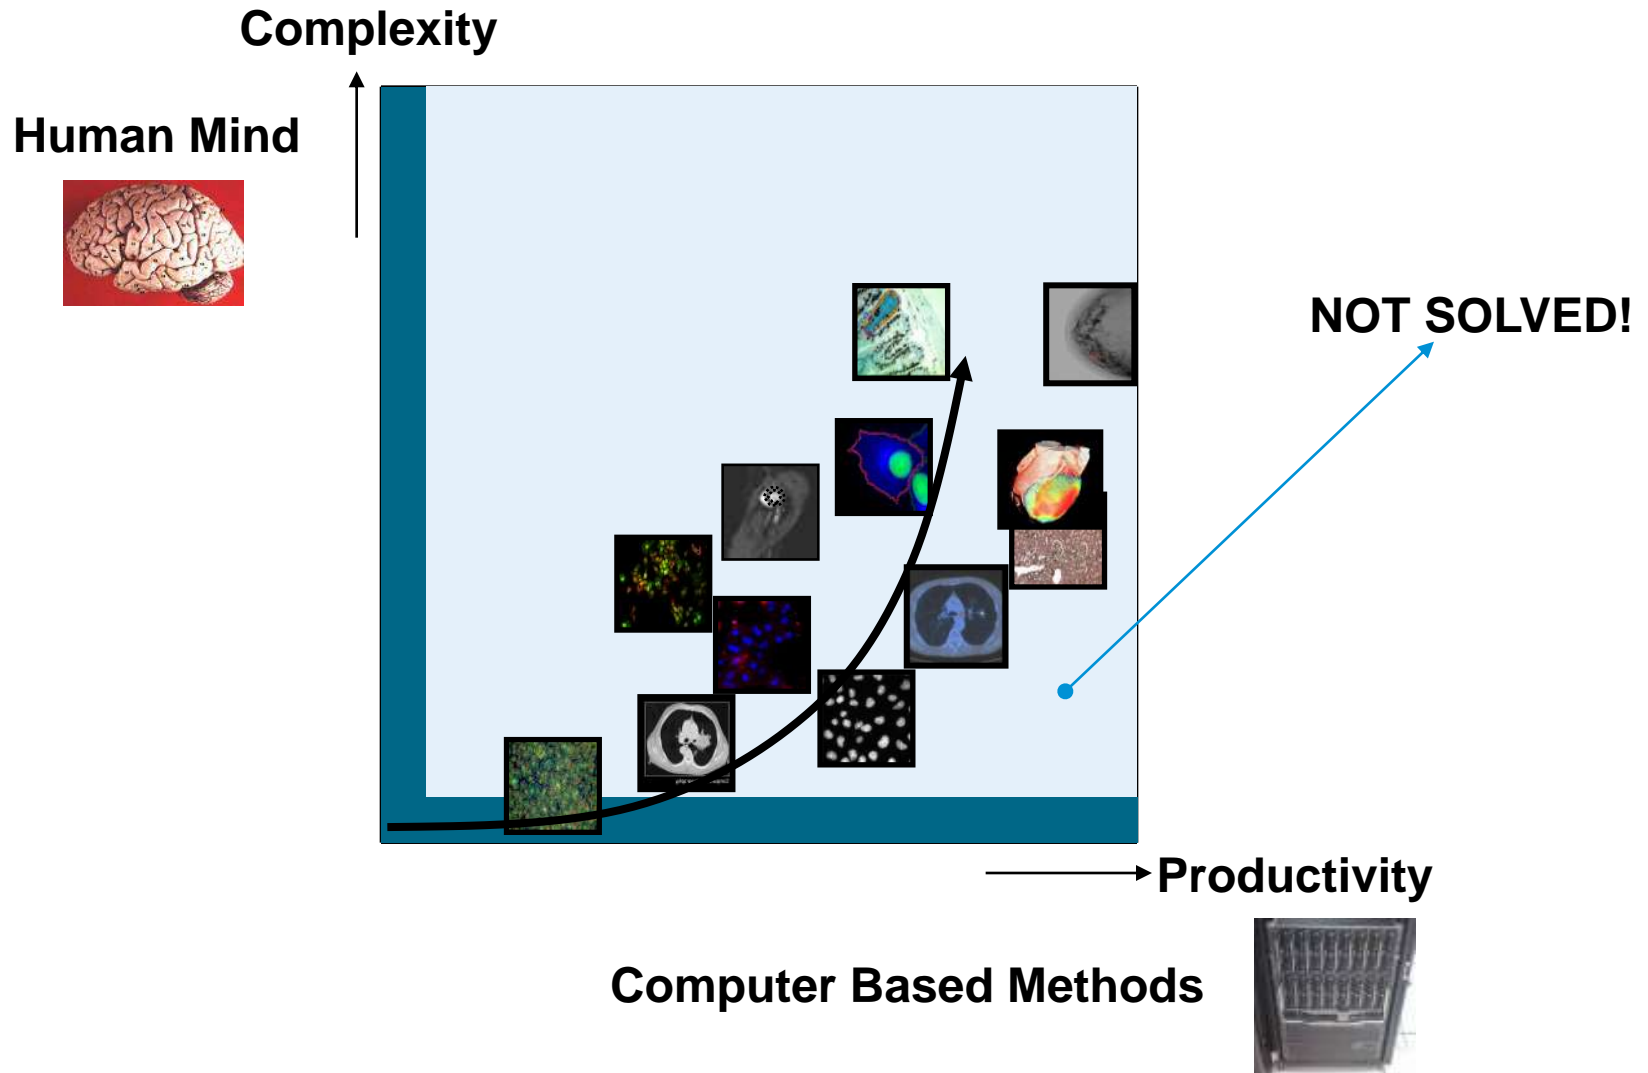 Complexity
Human Mind
NOT SOLVED!
Productivity
Computer Based Methods